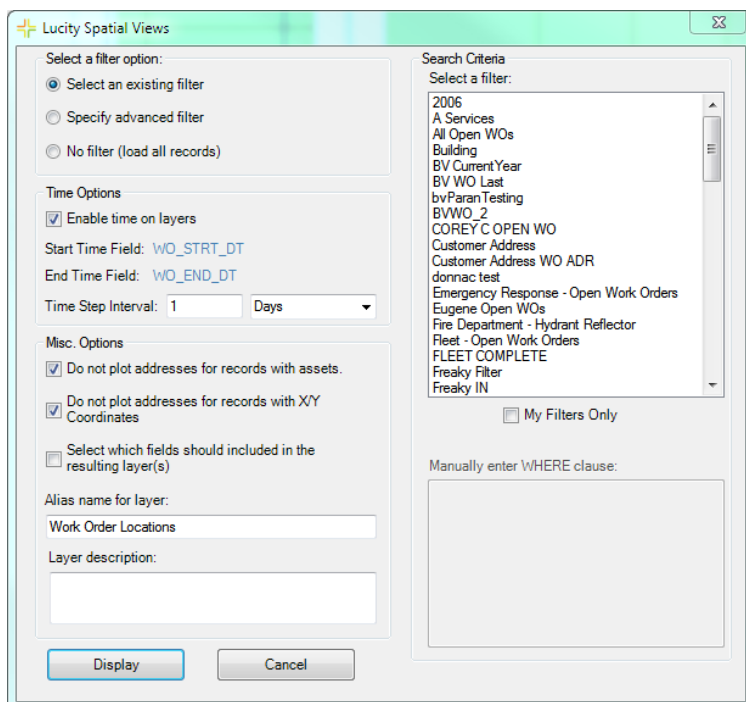 Lucity Spatial Views
Select a filter option:
Select an existing filter
Specify advanced filter
No filter (load all records)
Time Options
Enable time on layers
Start Time Field: WO_STRT_DT
End Time Field: WO_END_DT
Time Step Interval: 1 Days
Misc. Options
Do not plot addresses for records with assets.
Do not plot addresses for records with X/Y
Coordinates
Select which fields should included in the
resulting layer(s)
Alias name for layer:
Work Order Locations
Layer description:
Display
Cancel
Search Criteria
Select a filter:
2006
A Services
All Open WOs
Building
BV CurrentYear
BV WO Last
bvParanTesting
BVWO_2
COREY C OPEN WO
Customer Address
Customer Address WO ADR
donnac test
Emergency Response - Open Work Orders
Eugene Open WOs
Fire Department - Hydrant Reflector
Fleet - Open Work Orders
FLEET COMPLETE
Freaky Filter
Freaky IN
My Filters Only
Manually enter WHERE clause: